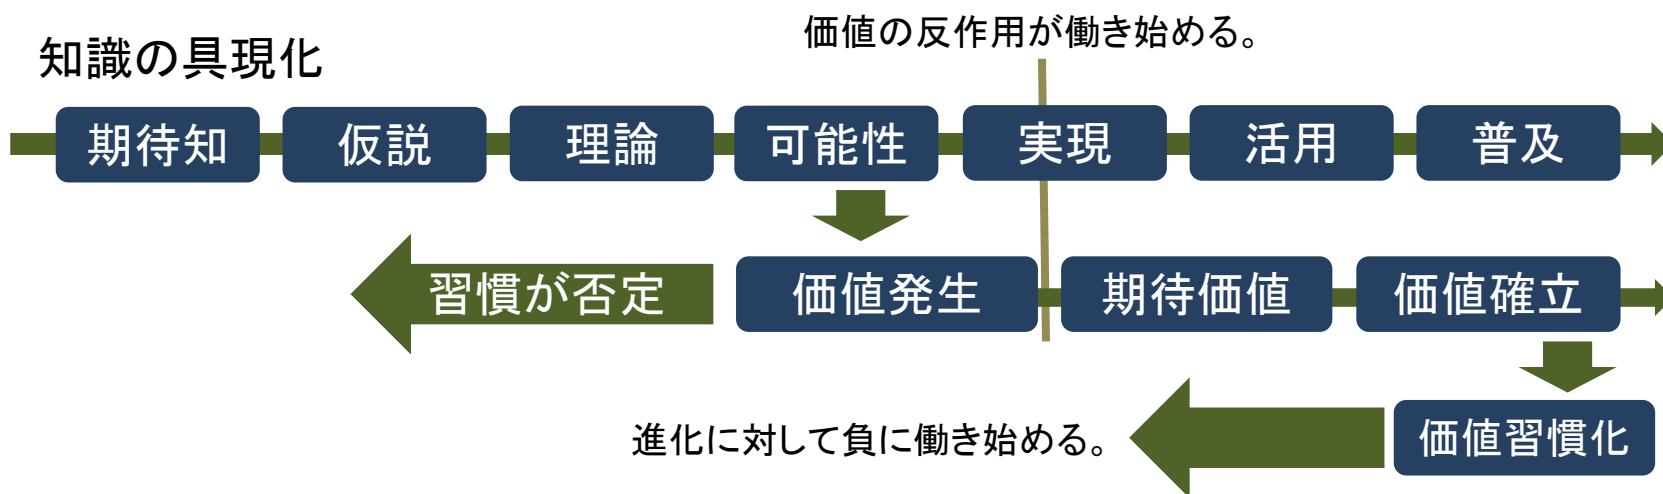 価値の反作用が働き始める。
知識の具現化
期待知
仮説
理論
可能性
実現
活用
普及
習慣が否定
価値発生
期待価値
価値確立
進化に対して負に働き始める。
価値習慣化